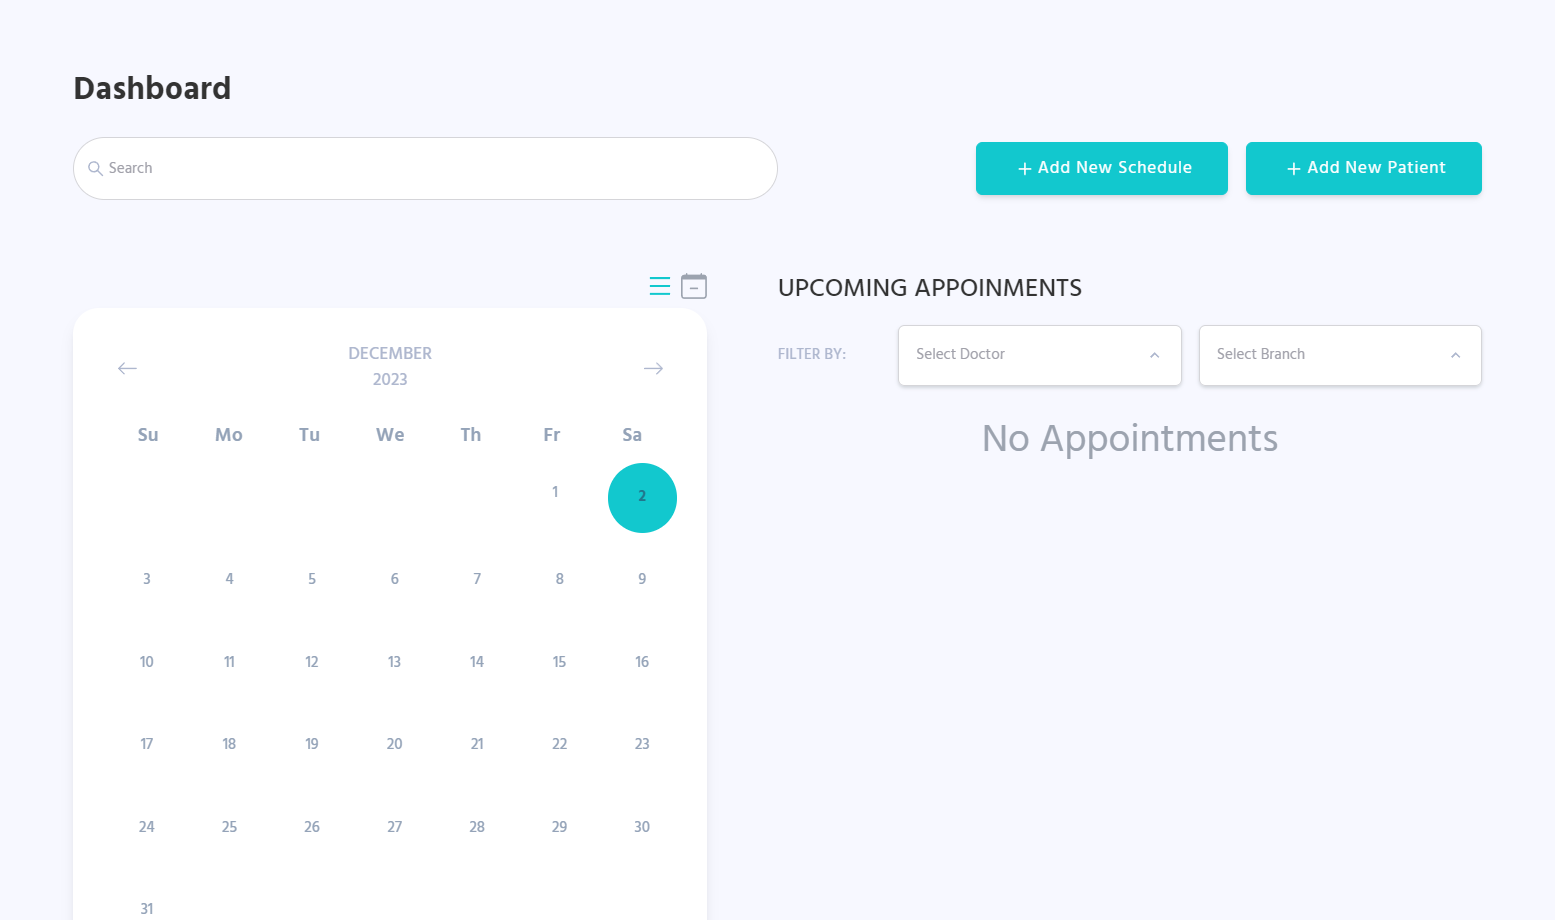 Dashboard
Search
+ Add New Schedule
+ Add New Patient
DECEMBER
2023
Su Mo Tu We Th Fr Sa
1 2
3 4 5 6 7 8 9
10 11 12 13 14 15 16
17 18 19 20 21 22 23
24 25 26 27 28 29 30
31
UPCOMING APPOINMENTS
FILTER BY: Select Doctor Select Branch
No Appointments